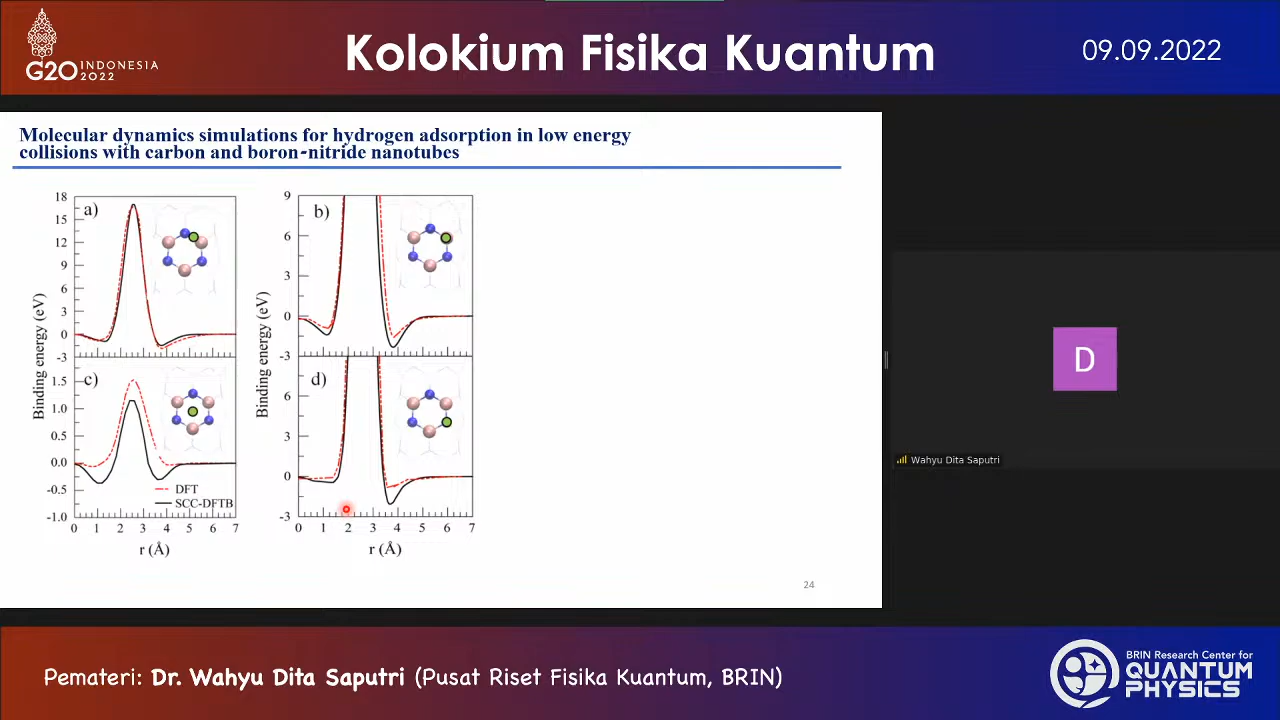 G20 INDONESIA
2022
Kolokium Fisika Kuantum
09.09.2022
Molecular dynamics simulations for hydrogen adsorption in low energy
collisions with carbon and boron-nitride nanotubes
Binding energy (eV)
18
15
12
9
6
3
0
-3
a)
1.5
1.0
0.5
0.0
-0.5
-1.0
c)
DFT
SCC-DFTB
0 1 2 3 4 5 6 7
r (Å)
Binding energy (eV)
9
6
3
0
-3
b)
6
3
0
-3
d)
0 1 2 3 4 5 6 7
r (Å)
24
D
Wahyu Dita Saputri
Pemateri: Dr. Wahyu Dita Saputri (Pusat Riset Fisika Kuantum, BRIN)
BRIN Research Center for
QUANTUM
PHYSICS